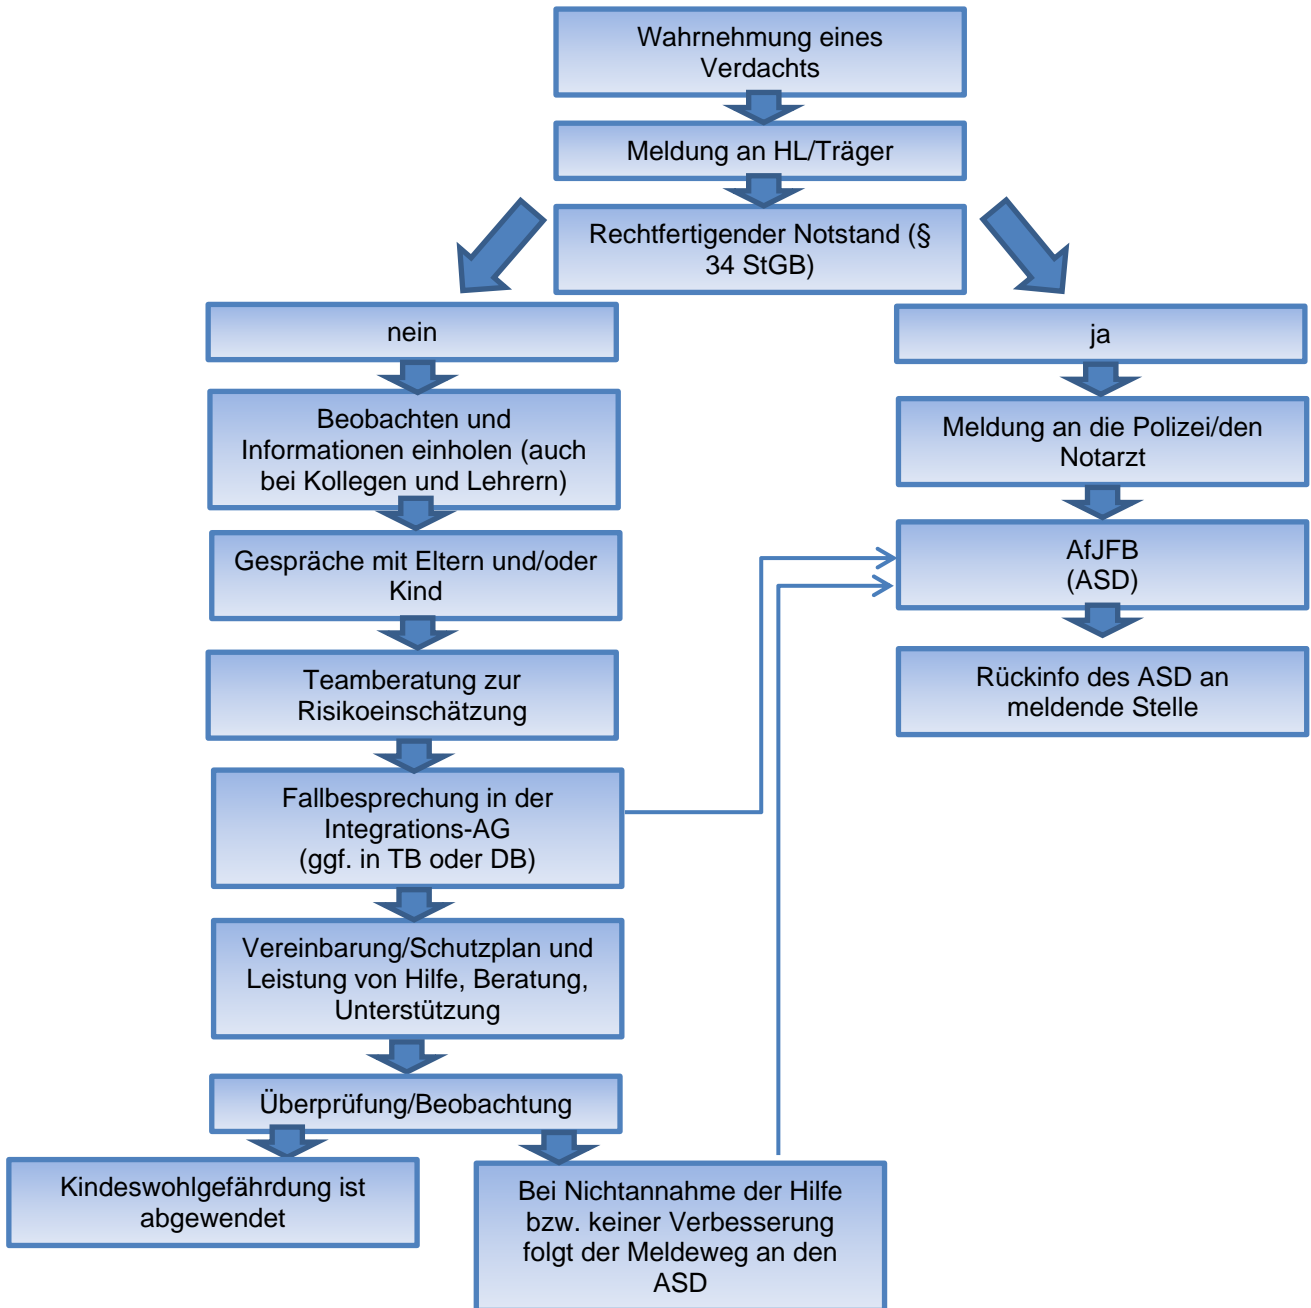 Wahrnehmung eines
Verdachts
Meldung an HL/Träger
Rechtfertigender Notstand (§
34 StGB)
nein
ja
Beobachten und
Informationen einholen (auch
bei Kollegen und Lehrern)
Meldung an die Polizei/den
Notarzt
Gespräche mit Eltern und/oder
Kind
AfJFB
(ASD)
Teamberatung zur
Risikoeinschätzung
Rückinfo des ASD an
meldende Stelle
Fallbesprechung in der
Integrations-AG
(ggf. in TB oder DB)
Vereinbarung/Schutzplan und
Leistung von Hilfe, Beratung,
Unterstützung
Überprüfung/Beobachtung
Kindeswohlgefährdung ist
abgewendet
Bei Nichtannahme der Hilfe
bzw. keiner Verbesserung
folgt der Meldeweg an den
ASD